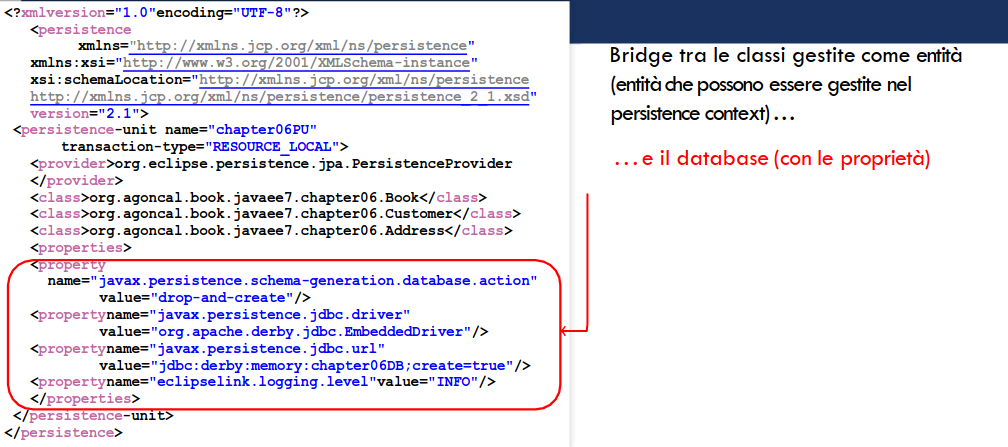 <?xmlversion="1.0"encoding="UTF-8"?>
<persistence
xmlns="http://xmlns.jcp.org/xml/ns/persistence"
xmlns:xsi="http://www.w3.org/2001/XMLSchema-instance"
xsi:schemaLocation="http://xmlns.jcp.org/xml/ns/persistence
http://xmlns.jcp.org/xml/ns/persistence/persistence_2_1.xsd"
version="2.1">
<persistence-unit name="chapter06PU"
transaction-type="RESOURCE_LOCAL">
<provider>org.eclipse.persistence.jpa.PersistenceProvider
</provider>
<class>org.agoncal.book.javaee7.chapter06.Book</class>
<class>org.agoncal.book.javaee7.chapter06.Customer</class>
<class>org.agoncal.book.javaee7.chapter06.Address</class>
<properties>
<property
name="javax.persistence.schema-generation.database.action"
value="drop-and-create"/>
<propertyname="javax.persistence.jdbc.driver"
value="org.apache.derby.jdbc.EmbeddedDriver"/>
<propertyname="javax.persistence.jdbc.url"
value="jdbc:derby:memory:chapter06DB;create=true"/>
<propertyname="eclipselink.logging.level"value="INFO"/>
</properties>
</persistence-unit>
</persistence>
Bridge tra le classi gestite come entità
(entità che possono essere gestite nel
persistence context)...
...e il database (con le proprietà)